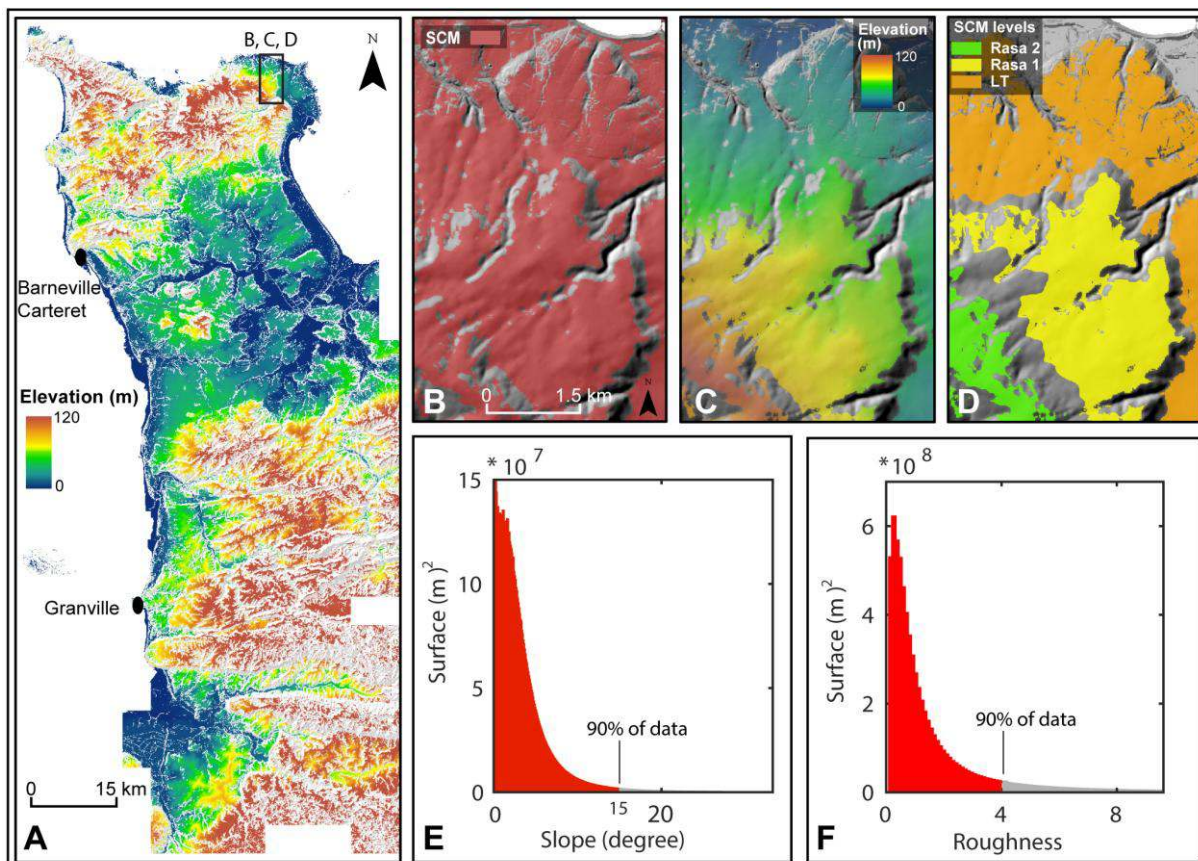 B, C, D
N
Barneville
Carteret
Elevation (m)
120
0
Granville
0 15 km
A
SCM
B
0 1.5 km
N
Elevation
(m)
120
0
C
SCM levels
Rasa 2
Rasa 1
LT
D
* 10^7
15
10
5
0
Surface (m)^2
90% of data
0 15 20
Slope (degree)
E
* 10^8
6
4
2
0
Surface (m)^2
90% of data
0 4 8
Roughness
F